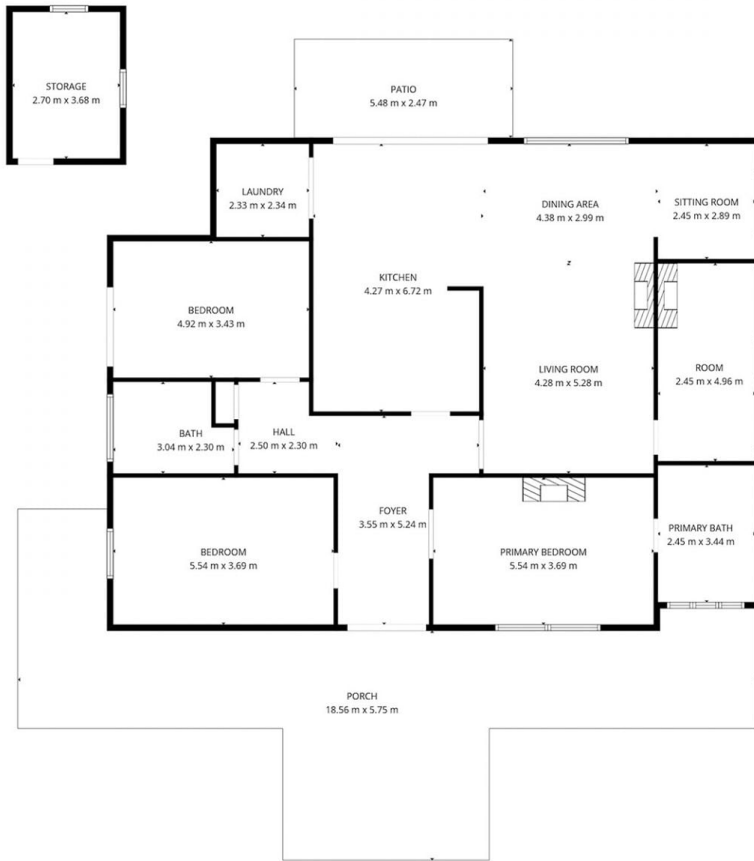 STORAGE
2.70 m x 3.68 m
PATIO
5.48 m x 2.47 m
LAUNDRY
2.33 m x 2.34 m
DINING AREA
4.38 m x 2.99 m
SITTING ROOM
2.45 m x 2.89 m
KITCHEN
4.27 m x 6.72 m
BEDROOM
4.92 m x 3.43 m
LIVING ROOM
4.28 m x 5.28 m
ROOM
2.45 m x 4.96 m
BATH
3.04 m x 2.30 m
HALL
2.50 m x 2.30 m
FOYER
3.55 m x 5.24 m
BEDROOM
5.54 m x 3.69 m
PRIMARY BEDROOM
5.54 m x 3.69 m
PRIMARY BATH
2.45 m x 3.44 m
PORCH
18.56 m x 5.75 m